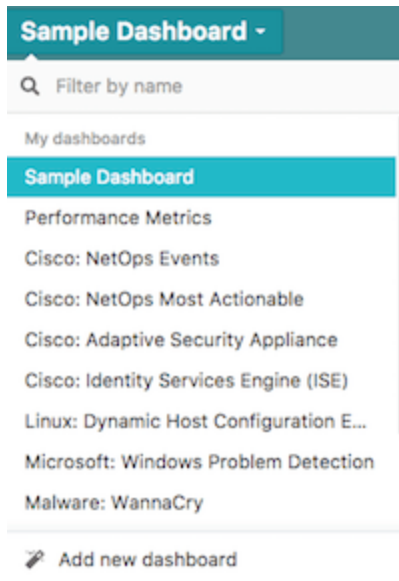 Sample Dashboard
Filter by name
My dashboards
Sample Dashboard
Performance Metrics
Cisco: NetOps Events
Cisco: NetOps Most Actionable
Cisco: Adaptive Security Appliance
Cisco: Identity Services Engine (ISE)
Linux: Dynamic Host Configuration E...
Microsoft: Windows Problem Detection
Malware: WannaCry
Add new dashboard